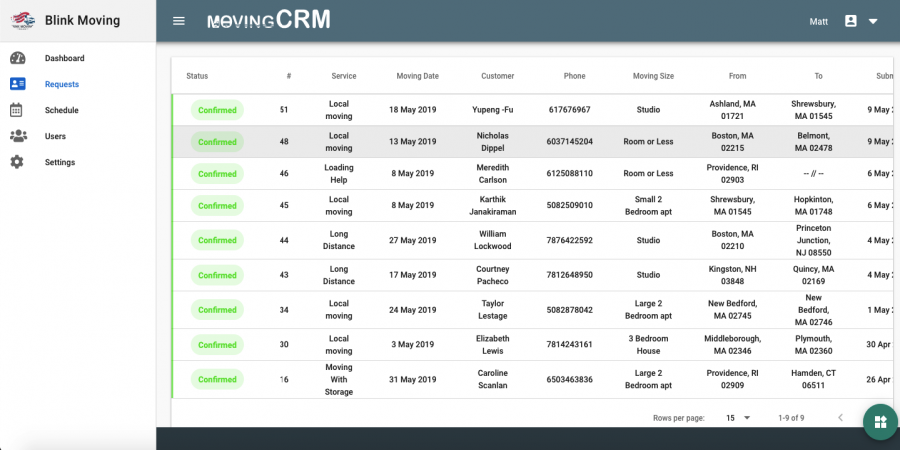 Blink Moving
MOVINGCRM
Matt
Dashboard
Requests
Schedule
Users
Settings
Status # Service Moving Date Customer Phone Moving Size From To Subm
Confirmed 51 Local moving 18 May 2019 Yupeng -Fu 617676967 Studio Ashland, MA 01721 Shrewsbury, MA 01545 9 May
Confirmed 48 Local moving 13 May 2019 Nicholas Dippel 6037145204 Room or Less Boston, MA 02215 Belmont, MA 02478 9 May
Confirmed 46 Loading Help 8 May 2019 Meredith Carlson 6125088110 Room or Less Providence, RI 02903 -- // -- 6 May
Confirmed 45 Local moving 8 May 2019 Karthik Janakiraman 5082509010 Small 2 Bedroom apt Shrewsbury, MA 01545 Hopkinton, MA 01748 6 May
Confirmed 44 Long Distance 27 May 2019 William Lockwood 7876422592 Studio Boston, MA 02210 Princeton Junction, NJ 08550 4 May
Confirmed 43 Long Distance 17 May 2019 Courtney Pacheco 7812648950 Studio Kingston, NH 03848 Quincy, MA 02169 4 May
Confirmed 34 Local moving 24 May 2019 Taylor Lestage 5082878042 Large 2 Bedroom apt New Bedford, MA 02745 New Bedford, MA 02746 1 May
Confirmed 30 Local moving 3 May 2019 Elizabeth Lewis 7814243161 3 Bedroom House Middleborough, MA 02346 Plymouth, MA 02360 30 Apr
Confirmed 16 Moving With Storage 31 May 2019 Caroline Scanlan 6503463836 Large 2 Bedroom apt Providence, RI 02909 Hamden, CT 06511 26 Apr
Rows per page: 15 1-9 of 9